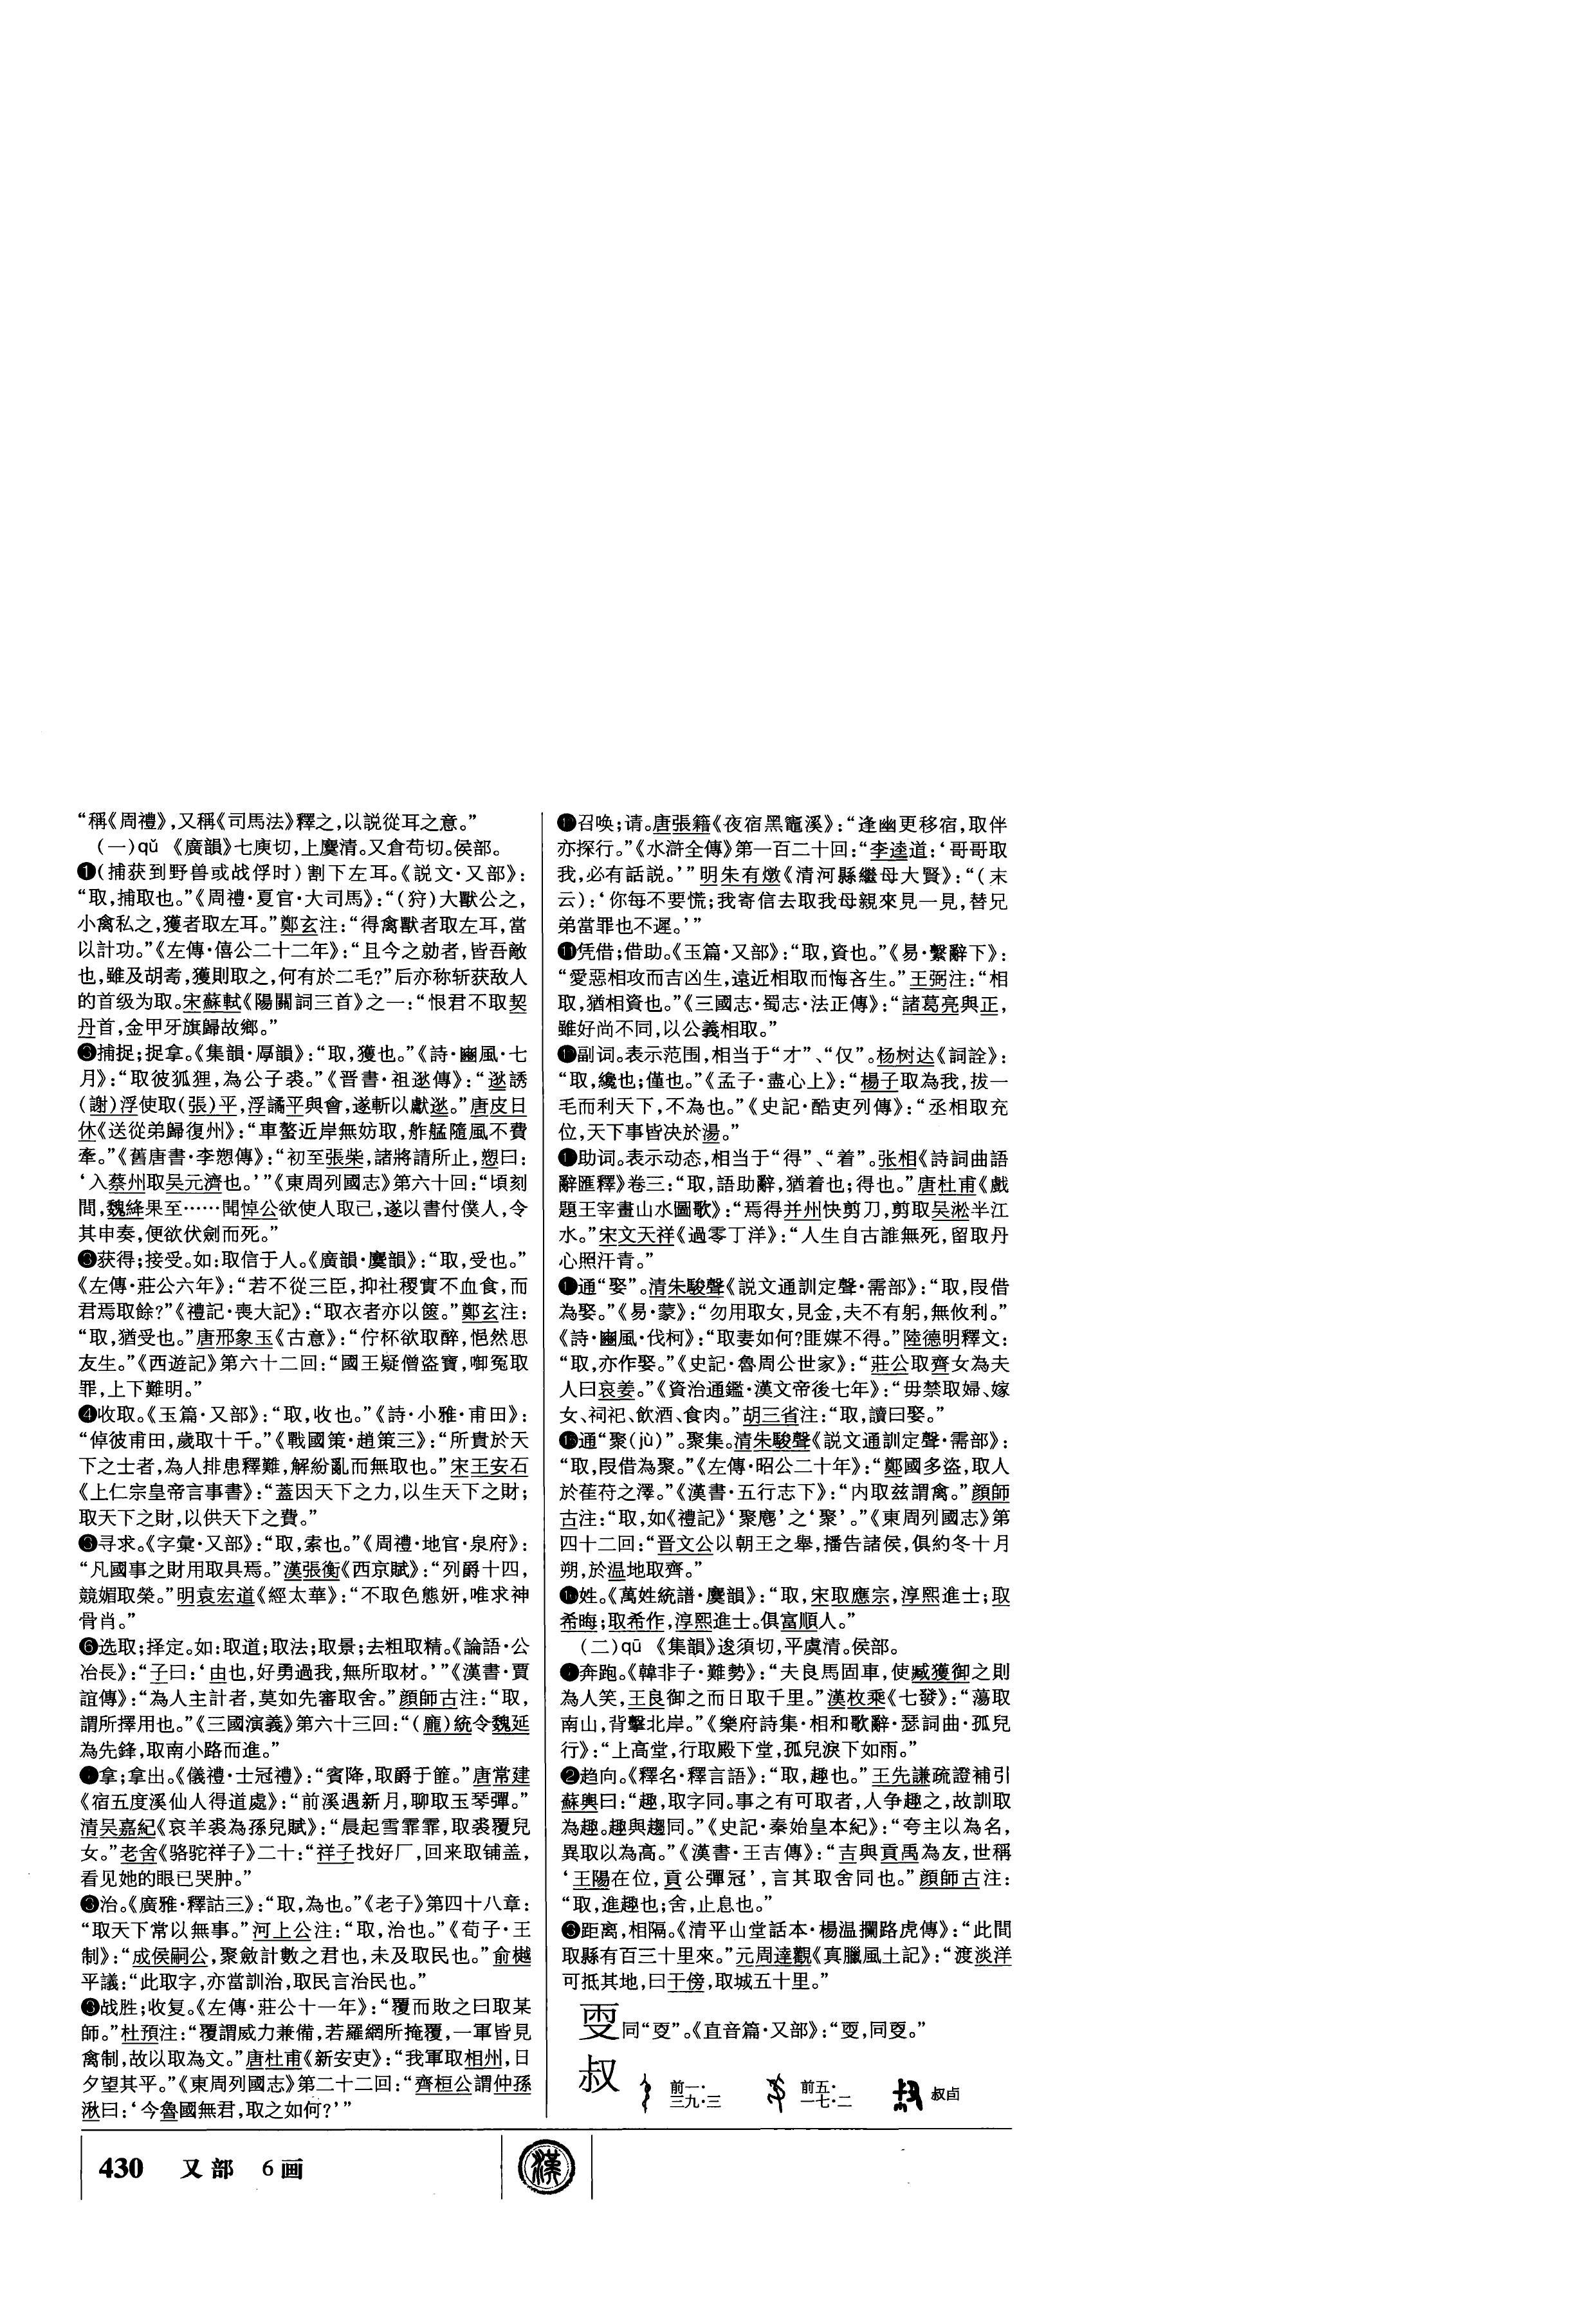 “稱《周禮》，又稱《司馬法》釋之，以説從耳之意。”
（一）qǔ　《廣韻》七庾切，上麌清。又倉苟切。侯部。
❶（捕获到野兽或战俘时）割下左耳。《説文·又部》：
“取，捕取也。”《周禮·夏官·大司馬》：“（狩）大獸公之，
小禽私之，獲者取左耳。”鄭玄注：“得禽獸者取左耳，當
以計功。”《左傳·僖公二十二年》：“且今之勍者，皆吾敵
也，雖及胡耇，獲則取之，何有於二毛？”后亦称斩获敌人
的首级为取。宋蘇軾《陽關詞三首》之一：“恨君不取契
丹首，金甲牙旗歸故鄉。”
捕捉；捉拿。《集韻·厚韻》：“取，獲也。”《詩·豳風·七
月》：“取彼狐狸，為公子裘。”《晋書·祖逖傳》：“逖誘
（謝）浮使取（張）平，浮譎平與會，遂斬以獻逖。”唐皮日
休《送從弟歸復州》：“車螯近岸無妨取，舴艋隨風不費
牽。”《舊唐書·李愬傳》：“初至張柴，諸將請所止，愬曰：
‘入蔡州取吴元濟也。’”《東周列國志》第六十回：“頃刻
間，魏絳果至……聞悼公欲使人取己，遂以書付僕人，令
其申奏，便欲伏劍而死。”
❸获得；接受。如：取信于人。《廣韻·麌韻》：“取，受也。”
《左傳·莊公六年》：“若不從三臣，抑社稷實不血食，而
君焉取餘？”《禮記·喪大記》：“取衣者亦以篋。”鄭玄注：
“取，猶受也。”唐邢象玉《古意》：“佇杯欲取醉，悒然思
友生。”《西遊記》第六十二回：“國王疑僧盗寶，啣冤取
罪，上下難明。”
❹收取。《玉篇·又部》：“取，收也。”《詩·小雅·甫田》：
“倬彼甫田，歲取十千。”《戰國策·趙策三》：“所貴於天
下之士者，為人排患釋難，解紛亂而無取也。”宋王安石
《上仁宗皇帝言事書》：“蓋因天下之力，以生天下之財；
取天下之財，以供天下之費。”
寻求。《字彙·又部》：“取，索也。”《周禮·地官·泉府》：
“凡國事之財用取具焉。”漢張衡《西京賦》：“列爵十四，
競媚取榮。”明袁宏道《經太華》：“不取色態妍，唯求神
骨肖。”
❻选取；择定。如：取道；取法；取景；去粗取精。《論語·公
冶長》：“子曰：‘由也，好勇過我，無所取材。’”《漢書·賈
誼傳》：“為人主計者，莫如先審取舍。”顔師古注：“取，
謂所擇用也。”《三國演義》第六十三回：“（龐）統令魏延
為先鋒，取南小路而進。”
拿；拿出。《儀禮·士冠禮》：“賓降，取爵于篚。”唐常建
《宿五度溪仙人得道處》：“前溪遇新月，聊取玉琴彈。”
清吴嘉紀《哀羊裘為孫兒賦》：“晨起雪霏霏，取裘覆兒
女。”老舍《骆驼祥子》二十：“祥子找好厂，回来取铺盖，
看见她的眼已哭肿。”
治。《廣雅·釋詁三》：“取，為也。”《老子》第四十八章：
“取天下常以無事。”河上公注：“取，治也。”《荀子·王
制》：“成侯嗣公，聚斂計數之君也，未及取民也。”俞樾
平議：“此取字，亦當訓治，取民言治民也。”
战胜；收复。《左傳·莊公十一年》：“覆而敗之曰取某
師。”杜預注：“覆謂威力兼備，若羅網所掩覆，一軍皆見
禽制，故以取為文。”唐杜甫《新安吏》：“我軍取相州，日
夕望其平。”《東周列國志》第二十二回：“齊桓公謂仲孫
湫曰：‘今魯國無君，取之如何？’”
召唤；请。唐張籍《夜宿黑竈溪》：“逢幽更移宿，取伴
亦探行。”《水滸全傳》第一百二十回：“李逵道：‘哥哥取
我，必有話説。’”明朱有燉《清河縣繼母大賢》：“（末
云）：‘你每不要慌；我寄信去取我母親來見一見，替兄
弟當罪也不遲。’”
⓫凭借；借助。《玉篇·又部》：“取，資也。”《易·繫辭下》：
“愛惡相攻而吉凶生，遠近相取而悔吝生。”王弼注：“相
取，猶相資也。”《三國志·蜀志·法正傳》：“諸葛亮與正，
雖好尚不同，以公義相取。”
副词。表示范围，相当于“才”、“仅”。杨树达《詞詮》：
“取，纔也；僅也。”《孟子·盡心上》：“楊子取為我，拔一
毛而利天下，不為也。”《史記·酷吏列傳》：“丞相取充
位，天下事皆决於湯。”
助词。表示动态，相当于“得”、“着”。张相《詩詞曲語
辭匯釋》卷三：“取，語助辭，猶着也；得也。”唐杜甫《戲
題王宰畫山水圖歌》：“焉得并州快剪刀，剪取吴淞半江
水。”宋文天祥《過零丁洋》：“人生自古誰無死，留取丹
心照汗青。”
通“娶”。清朱駿聲《説文通訓定聲·需部》：“取，叚借
為娶。”《易·蒙》：“勿用取女，見金，夫不有躬，無攸利。”
《詩·豳風·伐柯》：“取妻如何？匪媒不得。”陸德明釋文：
“取，亦作娶。”《史記·魯周公世家》：“莊公取齊女為夫
人曰哀姜。”《資治通鑑·漢文帝後七年》：“毋禁取婦、嫁
女、祠祀、飲酒、食肉。”胡三省注：“取，讀曰娶。”
通“聚（jù）”。聚集。清朱駿聲《説文通訓定聲·需部》：
“取，叚借為聚。”《左傳·昭公二十年》：“鄭國多盗，取人
於萑苻之澤。”《漢書·五行志下》：“内取兹謂禽。”顔師
古注：“取，如《禮記》‘聚麀’之‘聚’。”《東周列國志》第
四十二回：“晋文公以朝王之舉，播告諸侯，俱約冬十月
朔，於温地取齊。”
姓。《萬姓統譜·麌韻》：“取，宋取應宗，淳熙進士；取
希晦；取希作，淳熙進士。俱富順人。”
（二）qū　《集韻》逡須切，平虞清。侯部。
奔跑。《韓非子·難勢》：“夫良馬固車，使臧獲御之則
為人笑，王良御之而日取千里。”漢枚乘《七發》：“蕩取
南山，背擊北岸。”《樂府詩集·相和歌辭·瑟詞曲·孤兒
行》：“上高堂，行取殿下堂，孤兒淚下如雨。”
❷趋向。《釋名·釋言語》：“取，趣也。”王先謙疏證補引
蘇輿曰：“趣，取字同。事之有可取者，人争趣之，故訓取
為趣。趣與趨同。”《史記·秦始皇本紀》：“夸主以為名，
異取以為高。”《漢書·王吉傳》：“吉與貢禹為友，世稱
‘王陽在位，貢公彈冠’，言其取舍同也。”顔師古注：
“取，進趣也；舍，止息也。”
❸距离，相隔。《清平山堂話本·楊温攔路虎傳》：“此間
取縣有百三十里來。”元周達觀《真臘風土記》：“渡淡洋
可抵其地，曰干傍，取城五十里。”
同“㪅”。《直音篇·又部》：“，同㪅。”
叔　前一·三九·三　前五·一七·二　叔卣
430　又部　6画
漢